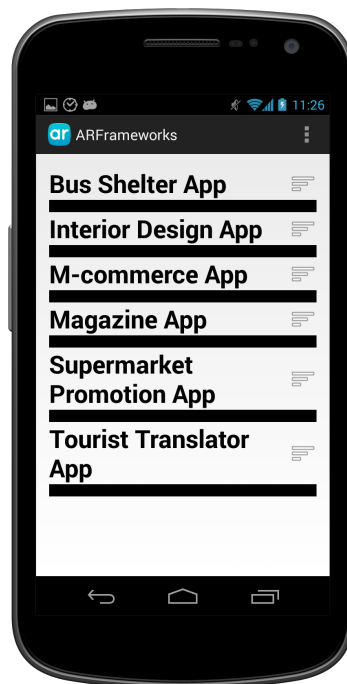 11:26
ar ARFrameworks
Bus Shelter App
Interior Design App
M-commerce App
Magazine App
Supermarket
Promotion App
Tourist Translator
App